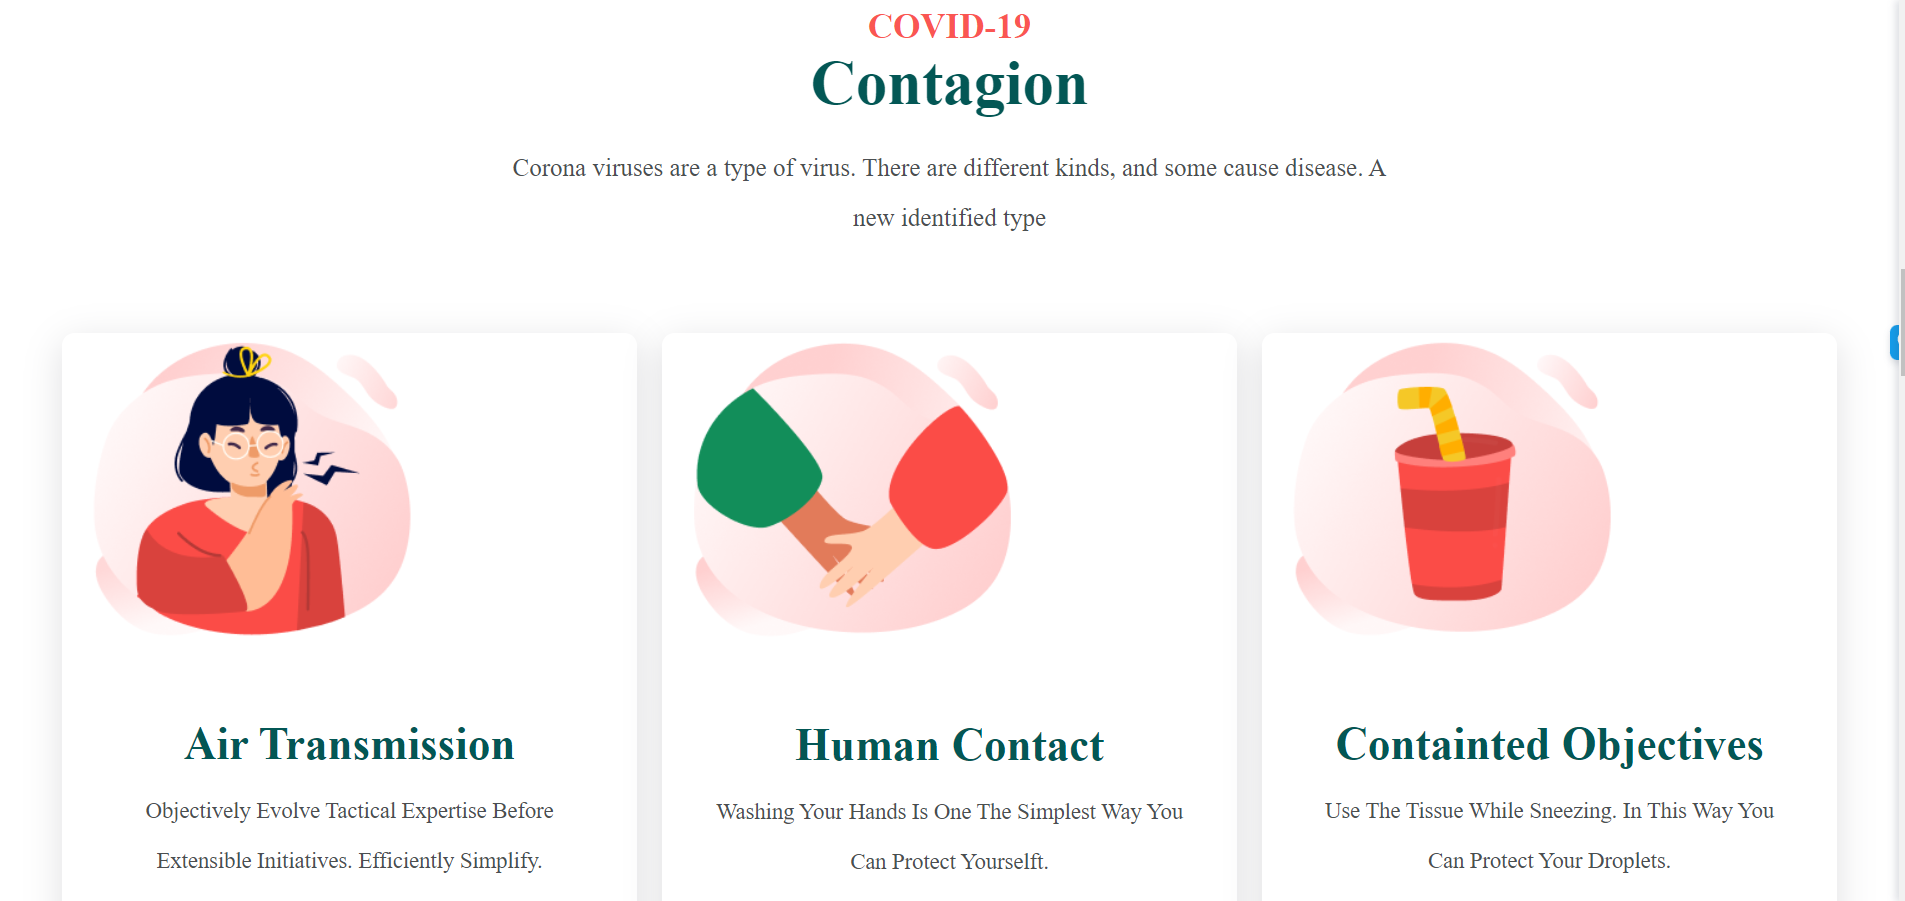 COVID-19
Contagion
Corona viruses are a type of virus. There are different kinds, and some cause disease. A
new identified type
Air Transmission
Objectively Evolve Tactical Expertise Before
Extensible Initiatives. Efficiently Simplify.
Human Contact
Washing Your Hands Is One The Simplest Way You
Can Protect Yourselft.
Containted Objectives
Use The Tissue While Sneezing. In This Way You
Can Protect Your Droplets.